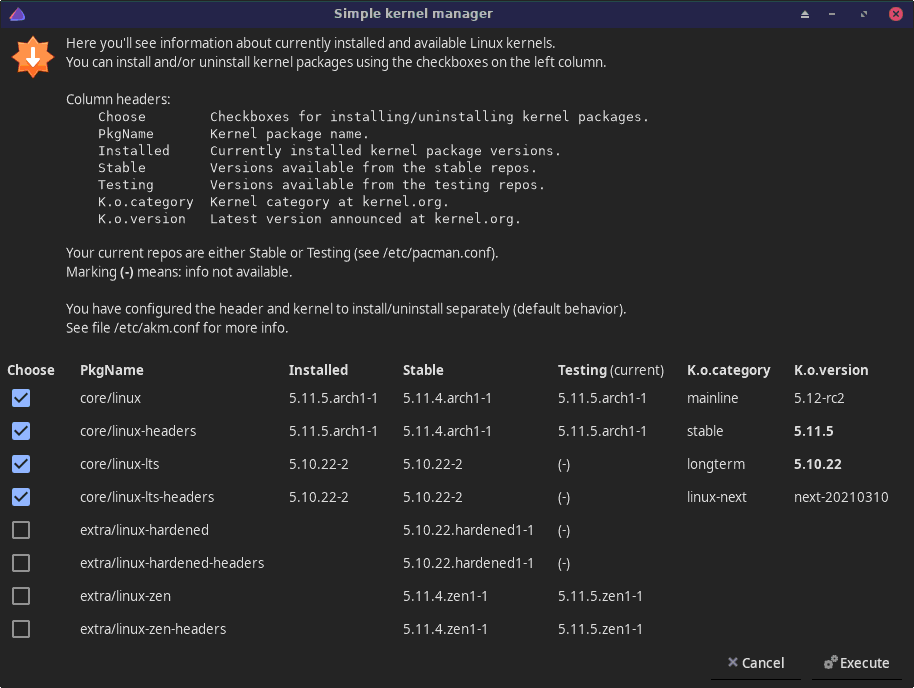 Simple kernel manager
Here you'll see information about currently installed and available Linux kernels.
You can install and/or uninstall kernel packages using the checkboxes on the left column.
Column headers:
Choose Checkboxes for installing/uninstalling kernel packages.
PkgName Kernel package name.
Installed Currently installed kernel package versions.
Stable Versions available from the stable repos.
Testing Versions available from the testing repos.
K.o.category Kernel category at kernel.org.
K.o.version Latest version announced at kernel.org.
Your current repos are either Stable or Testing (see /etc/pacman.conf).
Marking (-) means: info not available.
You have configured the header and kernel to install/uninstall separately (default behavior).
See file /etc/akm.conf for more info.
Choose PkgName Installed Stable Testing (current) K.o.category K.o.version
core/linux 5.11.5.arch1-1 5.11.4.arch1-1 5.11.5.arch1-1 mainline 5.12-rc2
core/linux-headers 5.11.5.arch1-1 5.11.4.arch1-1 5.11.5.arch1-1 stable 5.11.5
core/linux-lts 5.10.22-2 5.10.22-2 (-) longterm 5.10.22
core/linux-lts-headers 5.10.22-2 5.10.22-2 (-) linux-next next-20210310
extra/linux-hardened 5.10.22.hardened1-1 (-)
extra/linux-hardened-headers 5.10.22.hardened1-1 (-)
extra/linux-zen 5.11.4.zen1-1 5.11.5.zen1-1
extra/linux-zen-headers 5.11.4.zen1-1 5.11.5.zen1-1
Cancel Execute